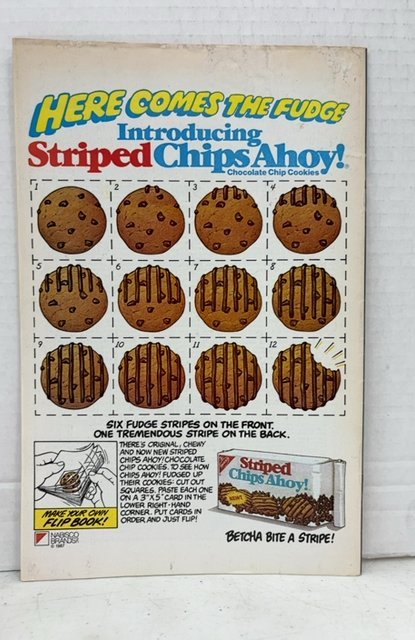 HERE COMES THE FUDGE
Introducing
Striped Chips Ahoy!®
Chocolate Chip Cookies
1 2 3 4
5 6 7 8
9 10 11 12
SIX FUDGE STRIPES ON THE FRONT.
ONE TREMENDOUS STRIPE ON THE BACK.
THERE'S ORIGINAL, CHEWY
AND NOW NEW STRIPED
CHIPS AHOY! CHOCOLATE
CHIP COOKIES. TO SEE HOW
CHIPS AHOY! FUDGED UP
THEIR COOKIES: CUT OUT
SQUARES. PASTE EACH ONE
ON A 3"X 5" CARD IN THE
LOWER RIGHT-HAND
CORNER. PUT CARDS IN
ORDER AND JUST FLIP!
MAKE YOUR OWN
FLIP BOOK!
NABISCO
BRANDS
© 1987
Striped
Chips Ahoy!
NEW!
BETCHA BITE A STRIPE!